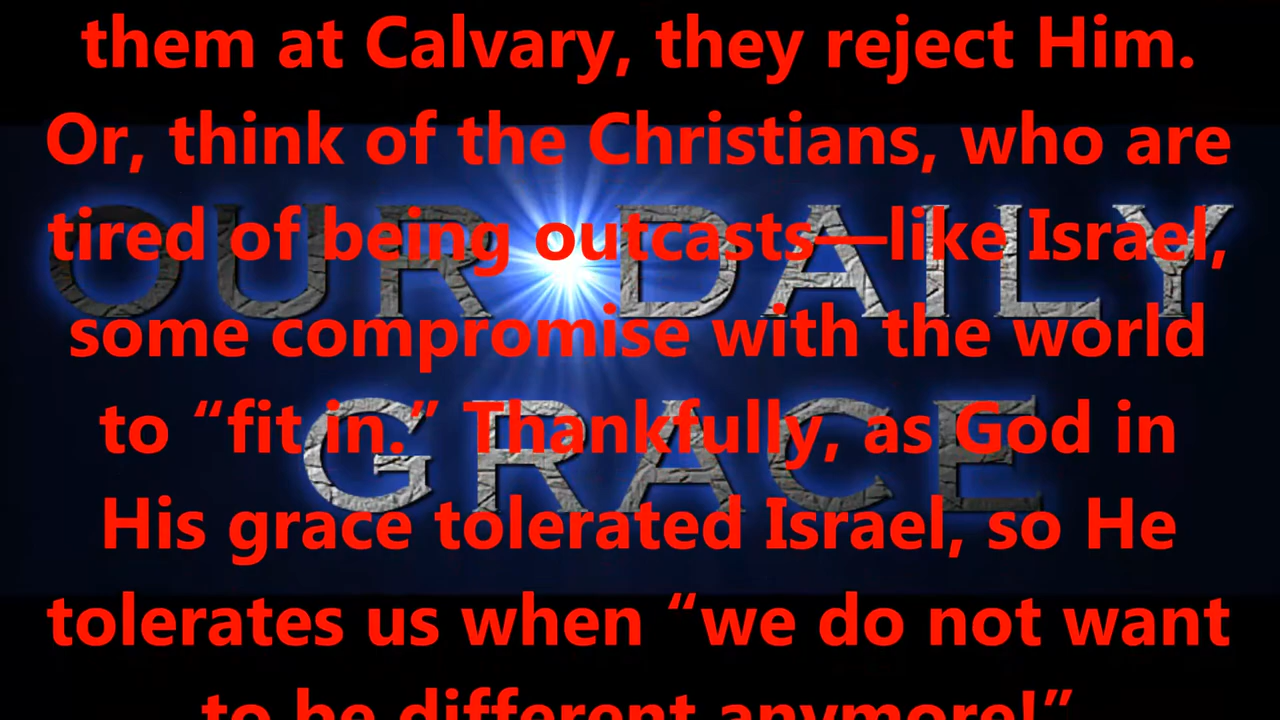 them at Calvary, they reject Him.
Or, think of the Christians, who are
tired of being outcasts—like Israel,
some compromise with the world
to “fit in.” Thankfully, as God in
His grace tolerated Israel, so He
tolerates us when “we do not want
to be different anymore!”
OUR DAILY
GRACE